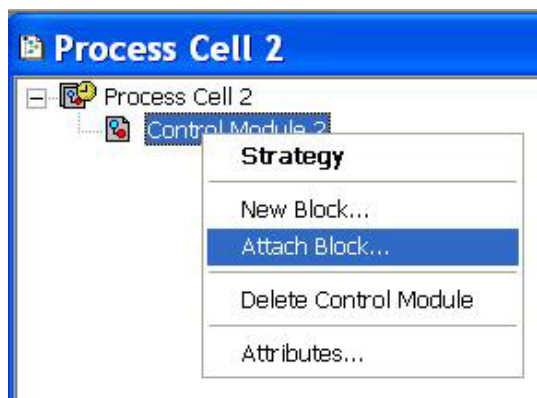 Process Cell 2
Process Cell 2
Control Module 2
Strategy
New Block...
Attach Block...
Delete Control Module
Attributes...